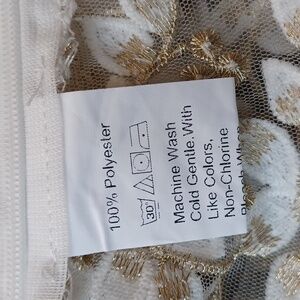 100% Polyester
30°
Machine Wash
Cold Gentle.With
Like Colors,
Non-Chlorine